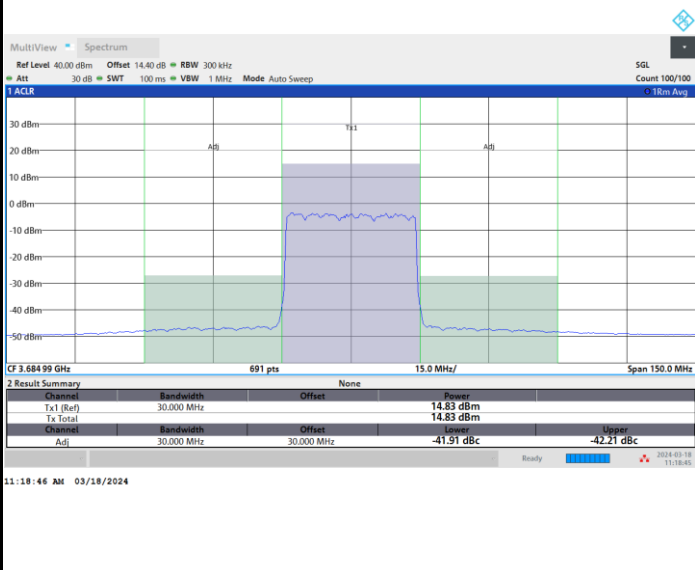 MultiView Spectrum
Ref Level 40.00 dBm Offset 14.40 dB RBW 300 kHz SGL
Att 30 dB SWT 100 ms VBW 1 MHz Mode Auto Sweep Count 100/100
1 ACLR 1Rm Avg
Tx1
Adj Adj
30 dBm
20 dBm
10 dBm
0 dBm
-10 dBm
-20 dBm
-30 dBm
-40 dBm
-50 dBm
CF 3.684 99 GHz 691 pts 15.0 MHz/ Span 150.0 MHz
2 Result Summary None
Channel Bandwidth Offset Power
Tx1 (Ref) 30.000 MHz 14.83 dBm
Tx Total 14.83 dBm
Channel Bandwidth Offset Lower Upper
Adj 30.000 MHz 30.000 MHz -41.91 dBc -42.21 dBc
Ready 2024-03-18
11:18:45
11:18:46 AM 03/18/2024